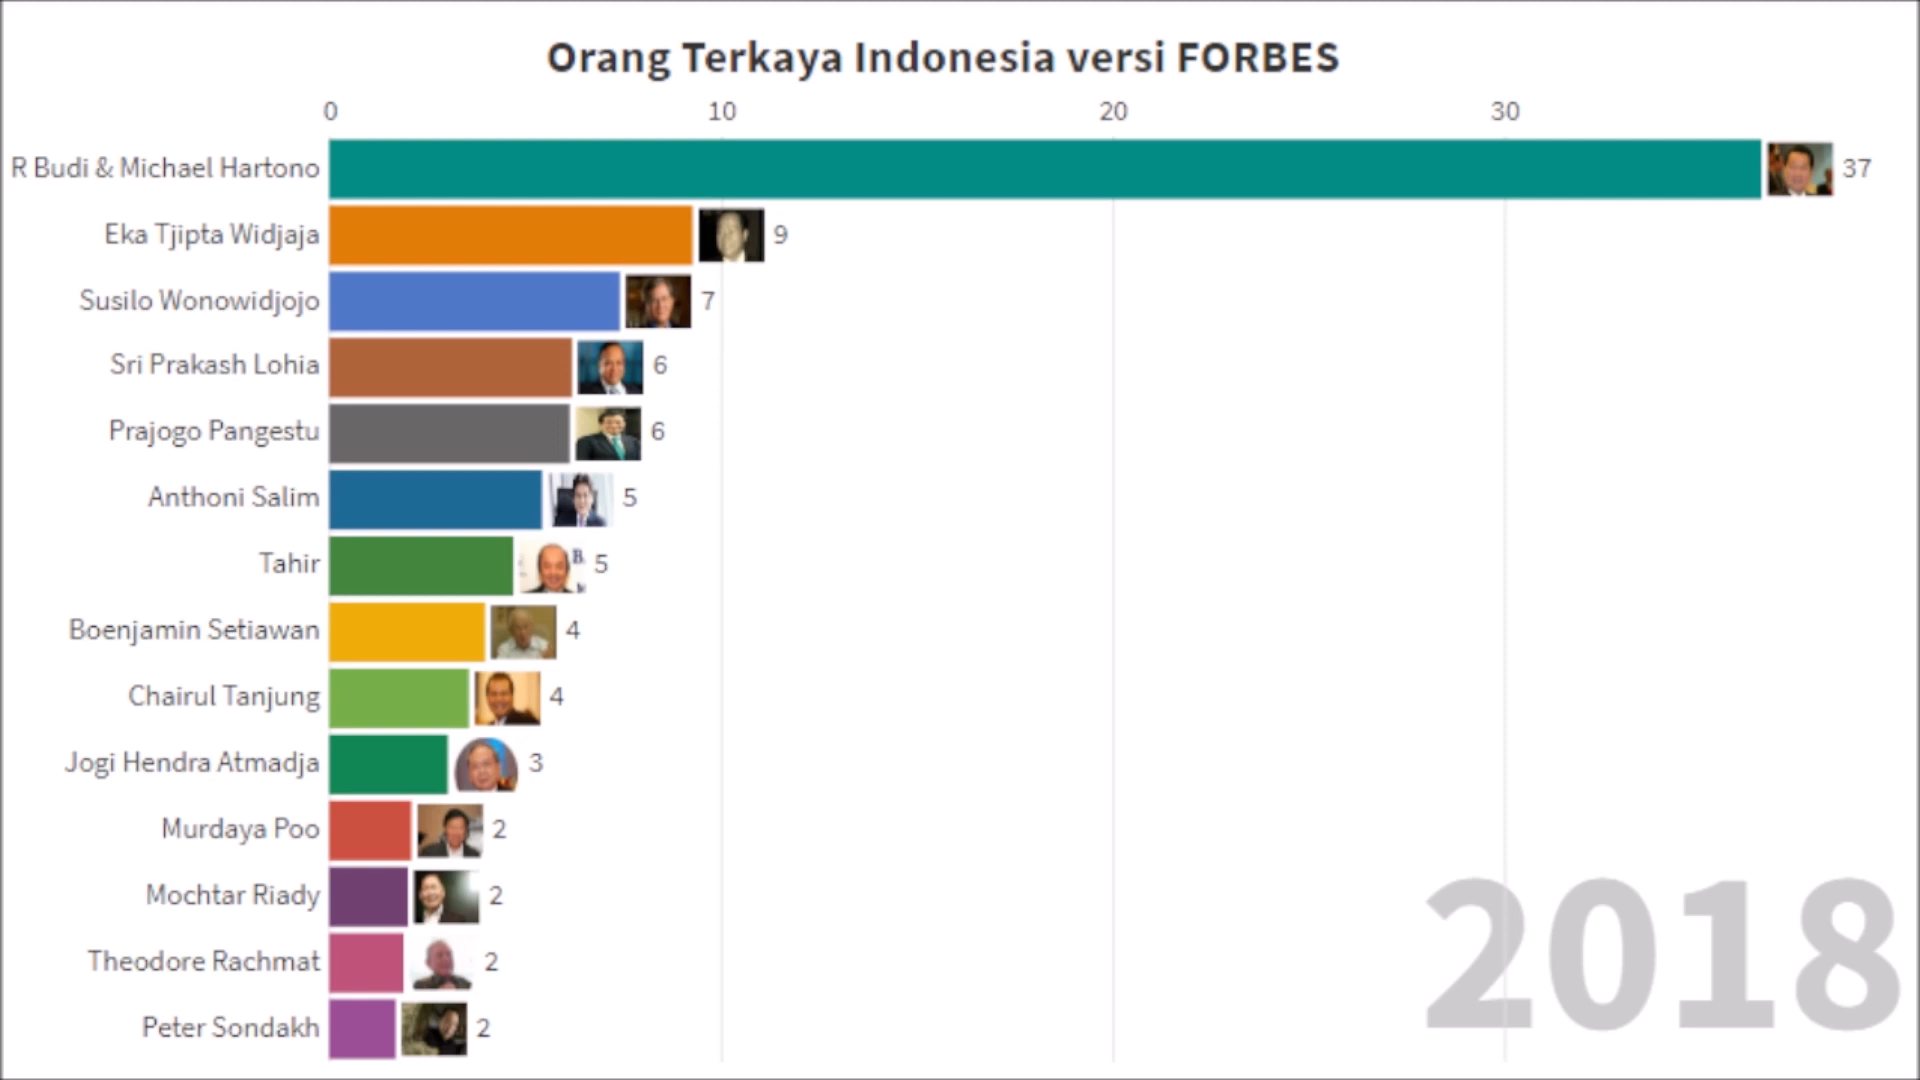 Orang Terkaya Indonesia versi FORBES
0 10 20 30
R Budi & Michael Hartono 37
Eka Tjipta Widjaja 9
Susilo Wonowidjojo 7
Sri Prakash Lohia 6
Prajogo Pangestu 6
Anthoni Salim 5
Tahir 5
Boenjamin Setiawan 4
Chairul Tanjung 4
Jogi Hendra Atmadja 3
Murdaya Poo 2
Mochtar Riady 2
Theodore Rachmat 2
Peter Sondakh 2
2018